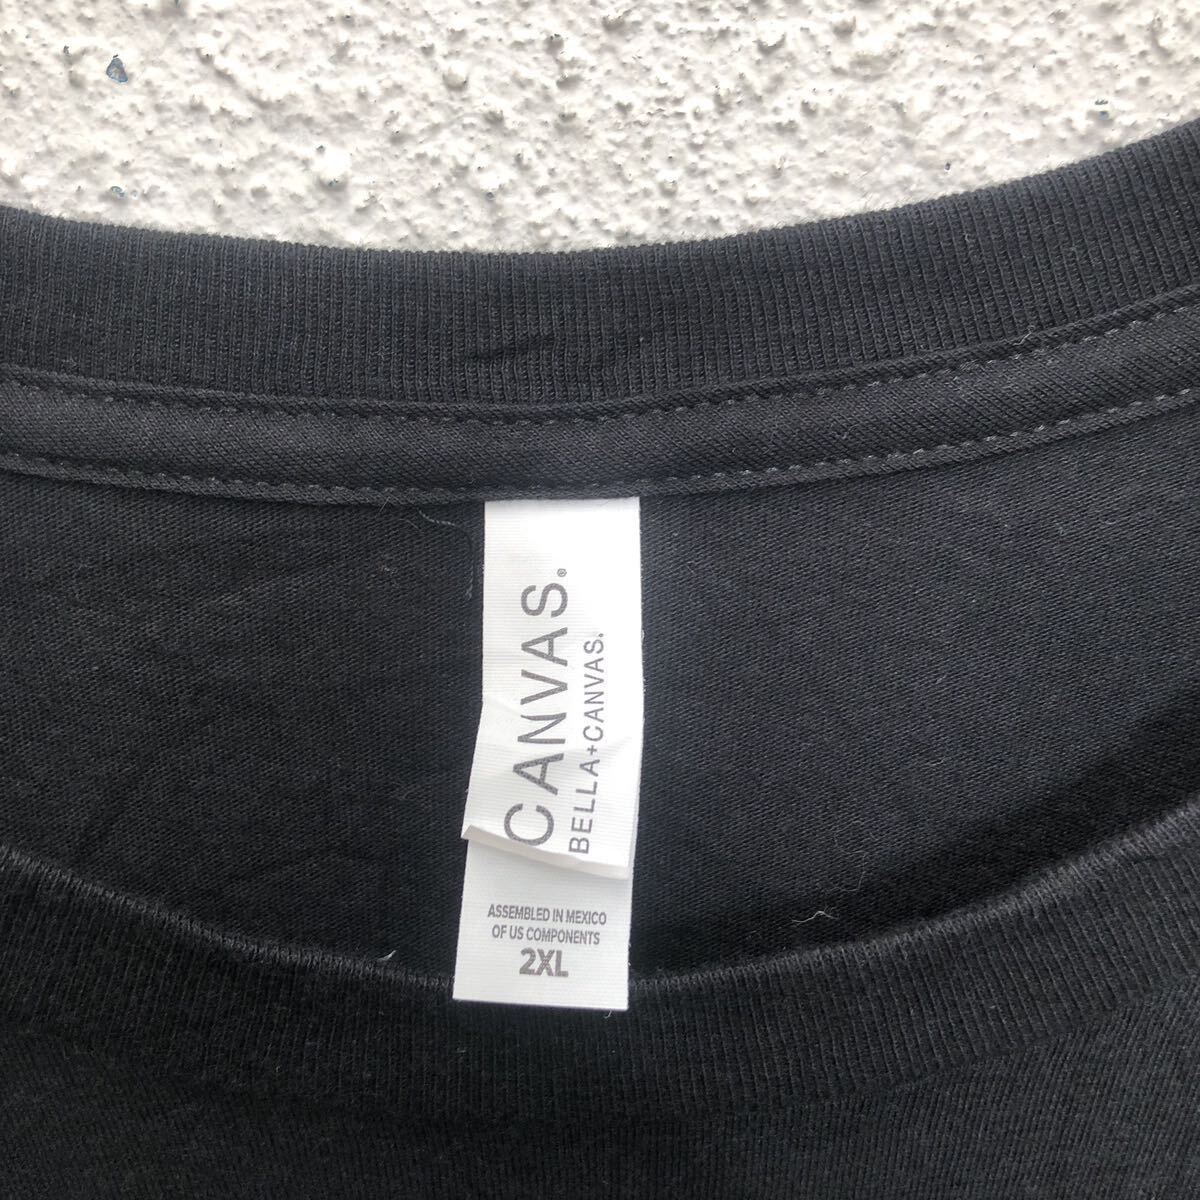 CANVAS.®
BELLA+CANVAS.
ASSEMBLED IN MEXICO
OF US COMPONENTS
2XL